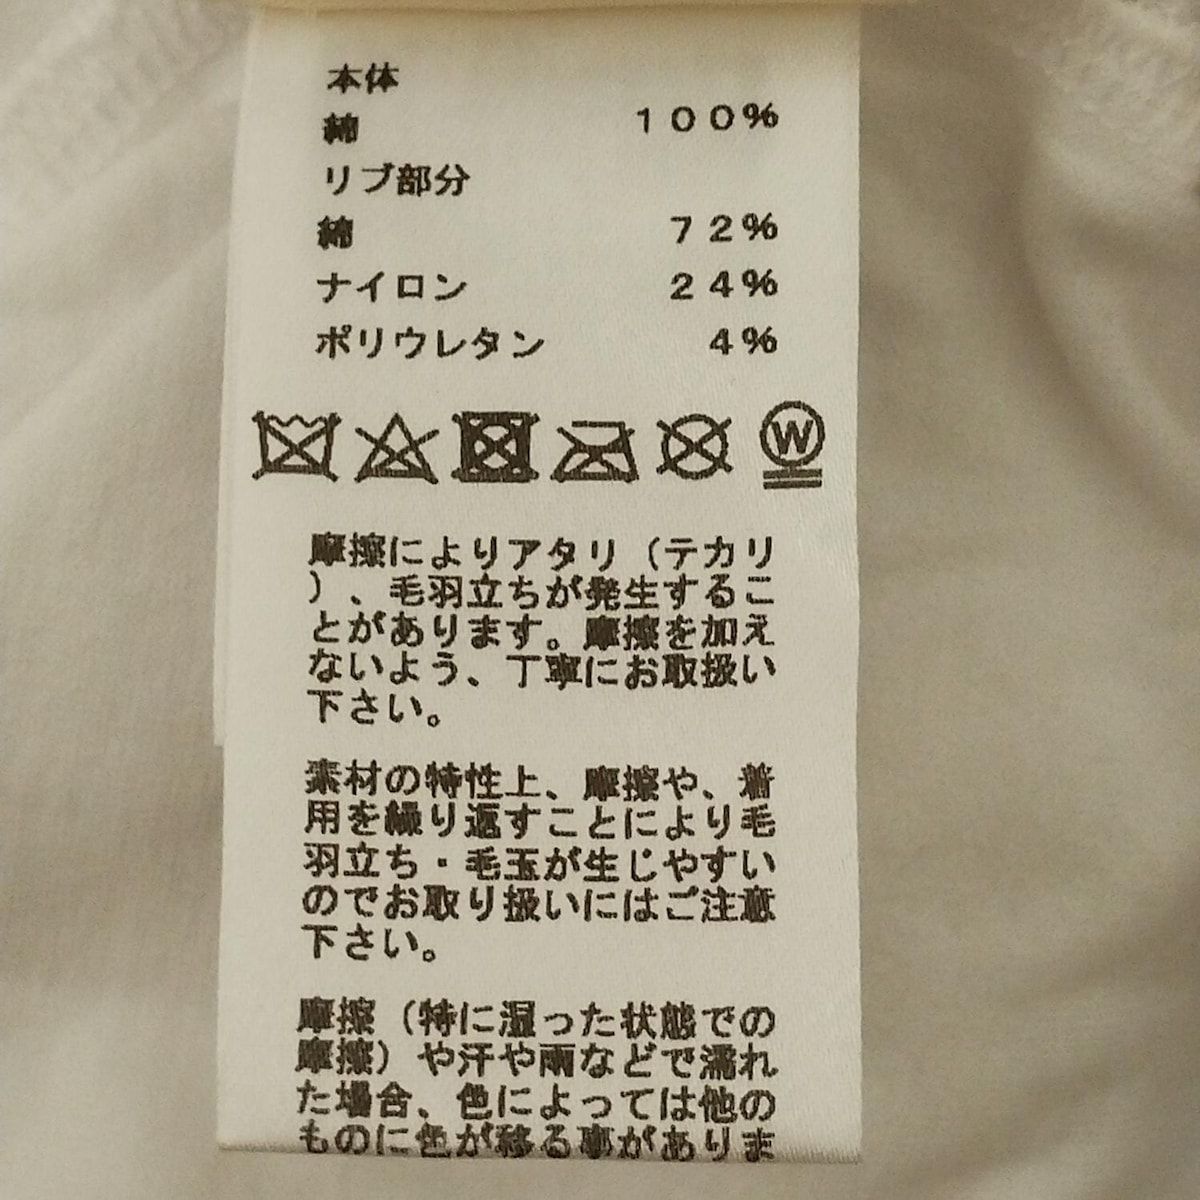 本体
綿 100%
リブ部分
綿 72%
ナイロン 24%
ポリウレタン 4%
W
摩擦によりアタリ(テカリ
)、毛羽立ちが発生するこ
とがあります。摩擦を加え
ないよう、丁寧にお取扱い
下さい。
素材の特性上、摩擦や、着
用を繰り返すことにより毛
羽立ち・毛玉が生じやすい
のでお取り扱いにはご注意
下さい。
摩擦(特に湿った状態での
摩擦)や汗や雨などで濡れ
た場合、色によっては他の
ものに色が移る事がありま